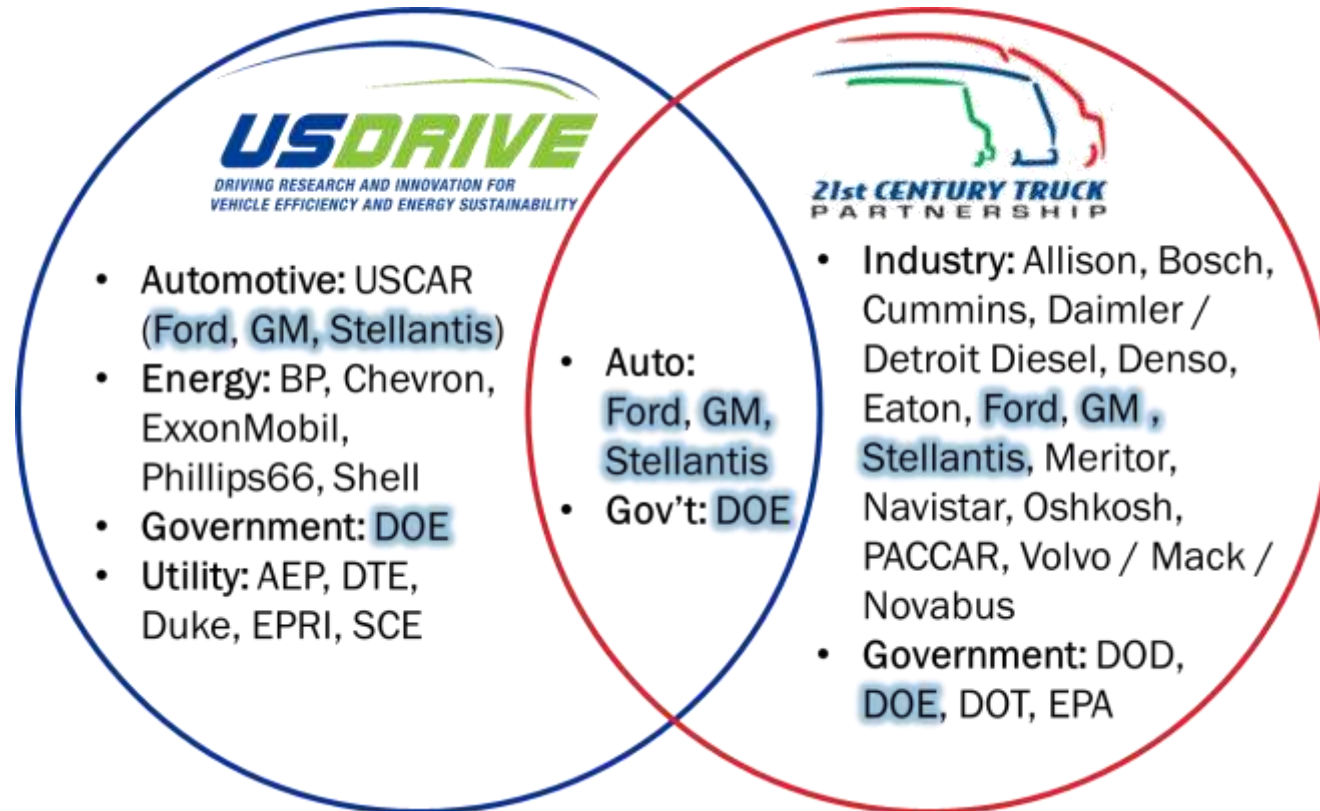 USDRIVE
DRIVING RESEARCH AND INNOVATION FOR
VEHICLE EFFICIENCY AND ENERGY SUSTAINABILITY
• Automotive: USCAR
(Ford, GM, Stellantis)
• Energy: BP, Chevron,
ExxonMobil,
Phillips66, Shell
• Government: DOE
• Utility: AEP, DTE,
Duke, EPRI, SCE
• Auto:
Ford, GM,
Stellantis
• Gov't: DOE
21st CENTURY TRUCK
PARTNERSHIP
• Industry: Allison, Bosch,
Cummins, Daimler /
Detroit Diesel, Denso,
Eaton, Ford, GM ,
Stellantis, Meritor,
Navistar, Oshkosh,
PACCAR, Volvo / Mack /
Novabus
• Government: DOD,
DOE, DOT, EPA